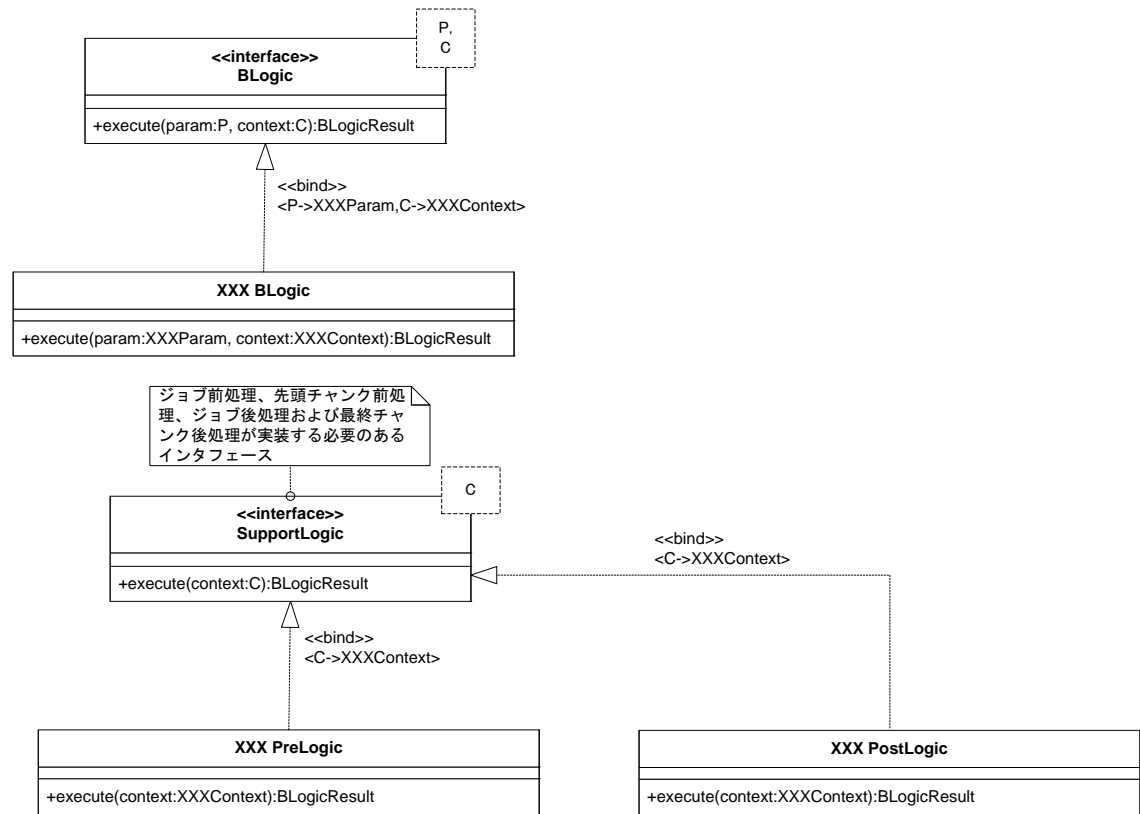 P,
C
<<interface>>
BLogic
+execute(param:P, context:C):BLogicResult
<<bind>>
<P->XXXParam,C->XXXContext>
XXX BLogic
+execute(param:XXXParam, context:XXXContext):BLogicResult
ジョブ前処理、先頭チャンク前処
理、ジョブ後処理および最終チャ
ンク後処理が実装する必要のある
インタフェース
C
<<interface>>
SupportLogic
+execute(context:C):BLogicResult
<<bind>>
<C->XXXContext>
<<bind>>
<C->XXXContext>
XXX PreLogic
+execute(context:XXXContext):BLogicResult
XXX PostLogic
+execute(context:XXXContext):BLogicResult